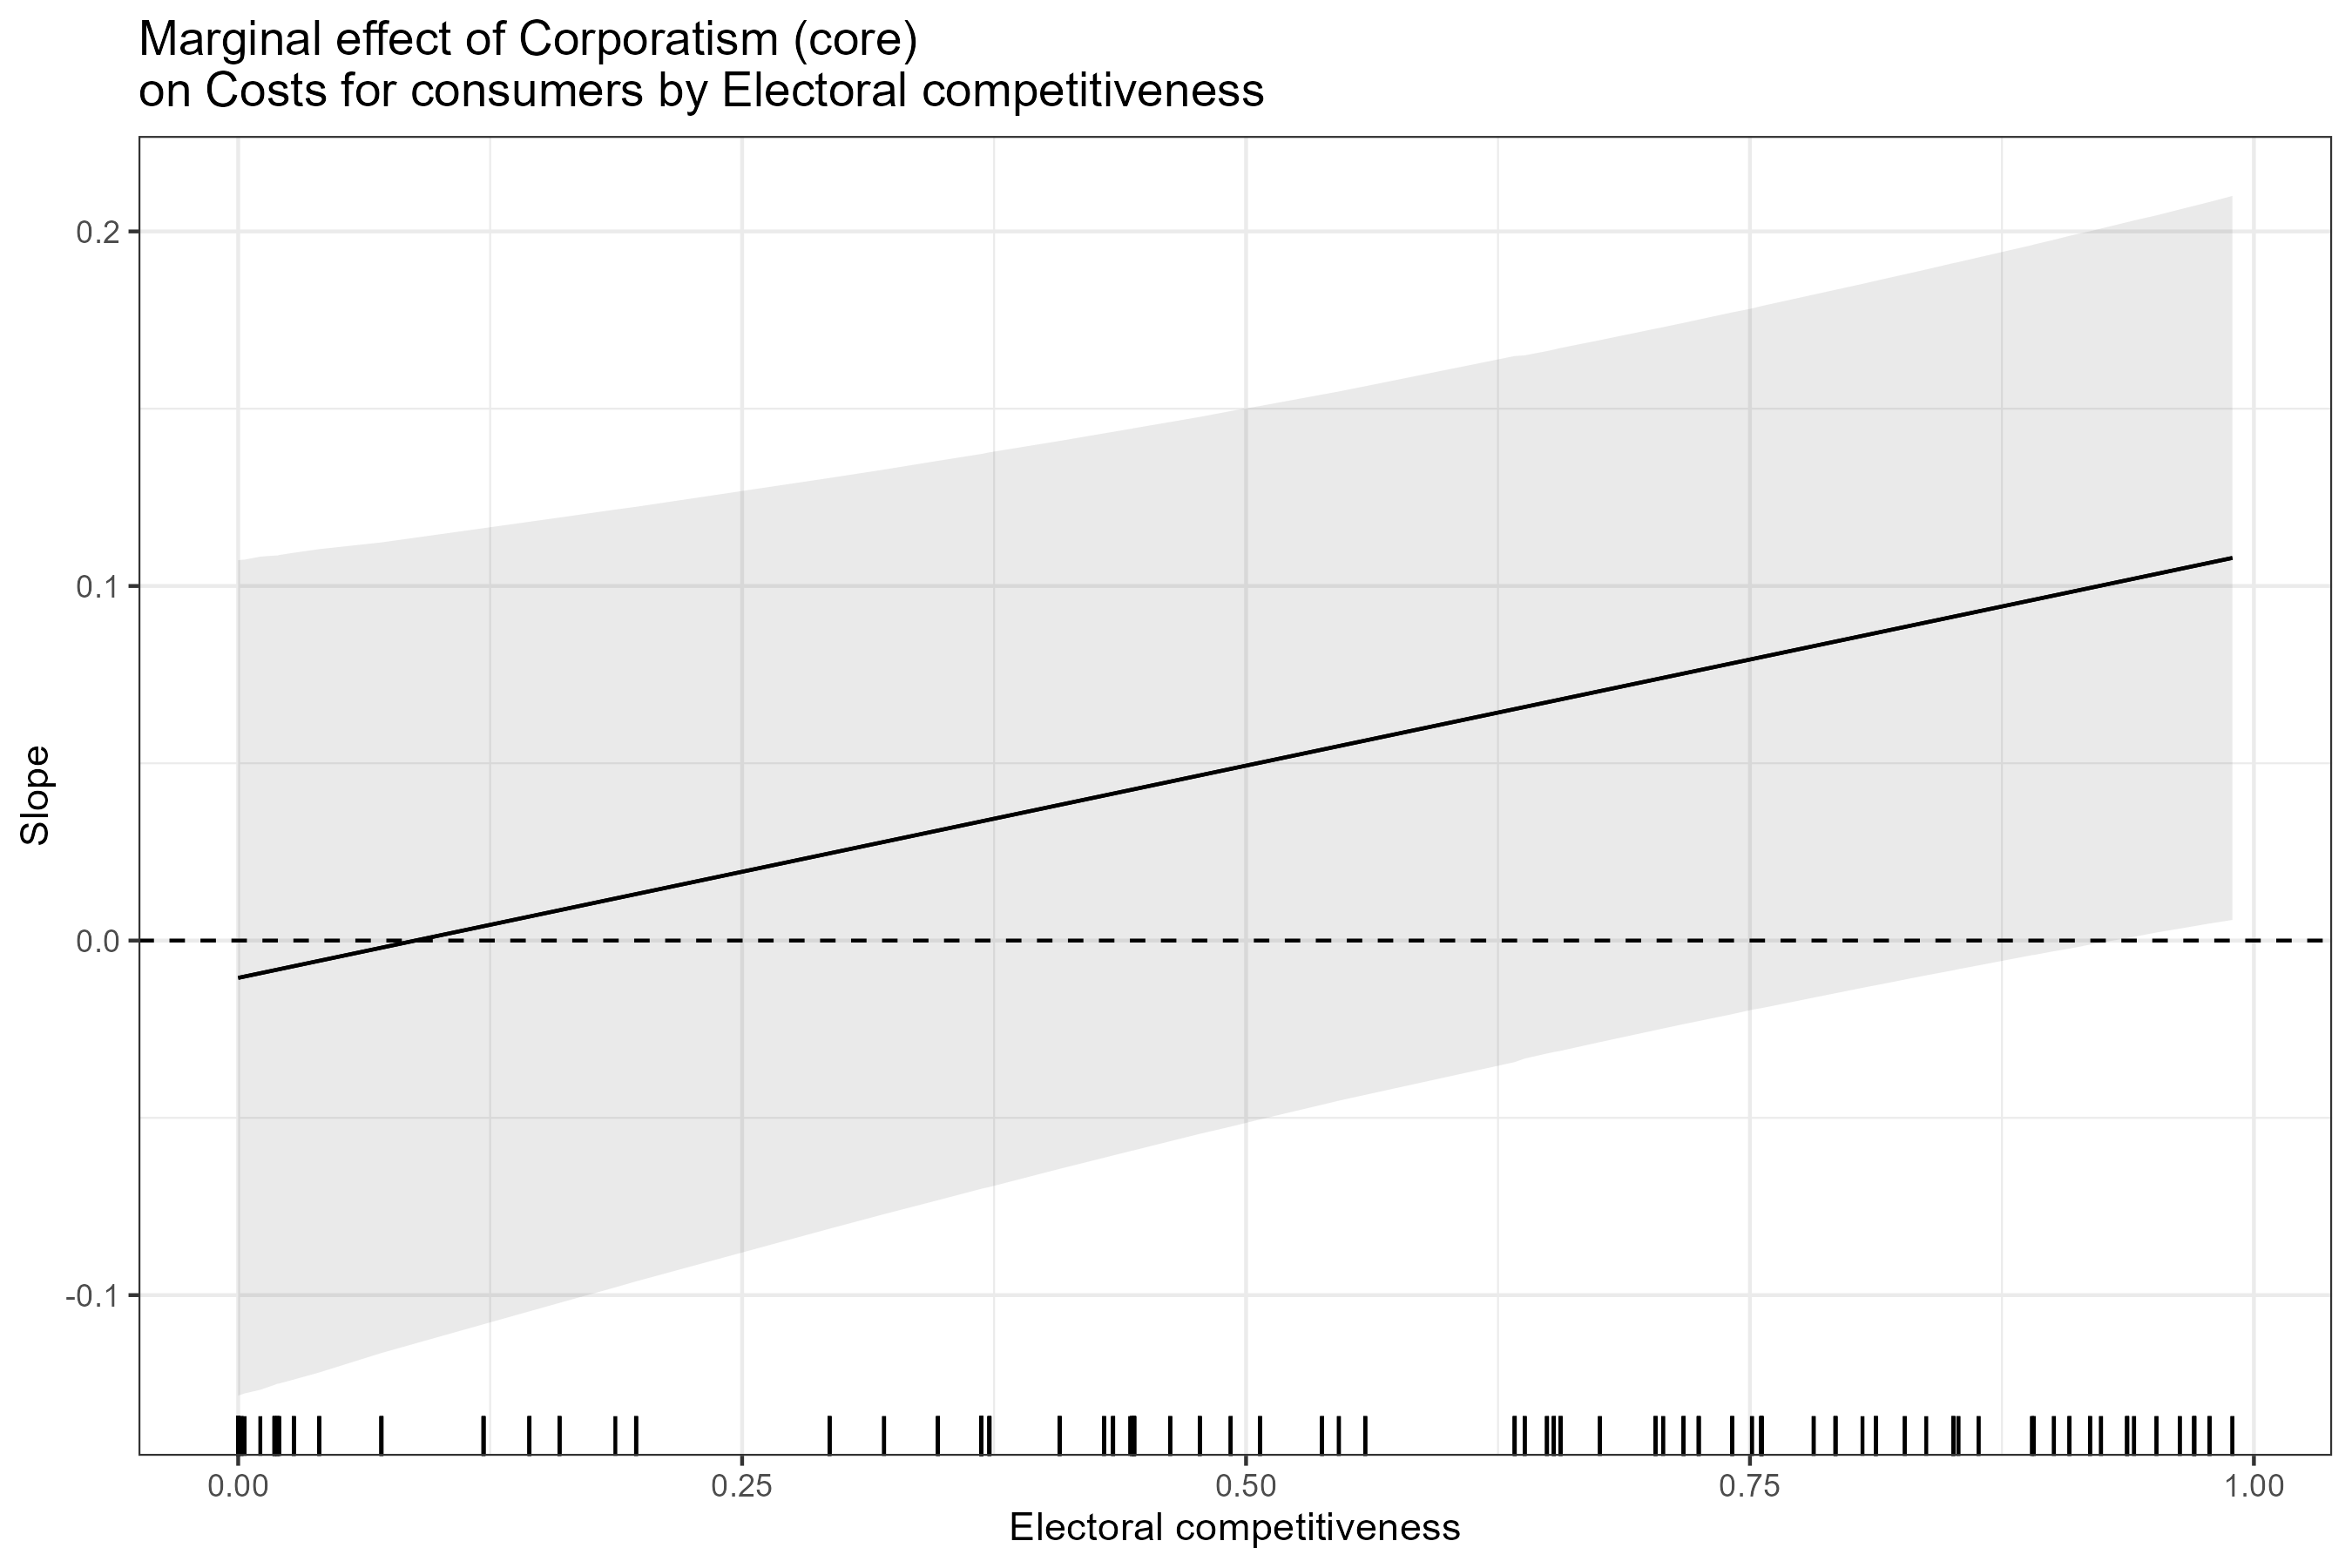 Marginal effect of Corporatism (core)
on Costs for consumers by Electoral competitiveness
Slope
0.2
0.1
0.0
-0.1
0.00
0.25
0.50
0.75
1.00
Electoral competitiveness